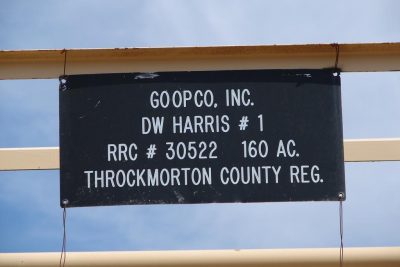 GOOPCO, INC.
DW HARRIS # 1
RRC # 30522 160 AC.
THROCKMORTON COUNTY REG.